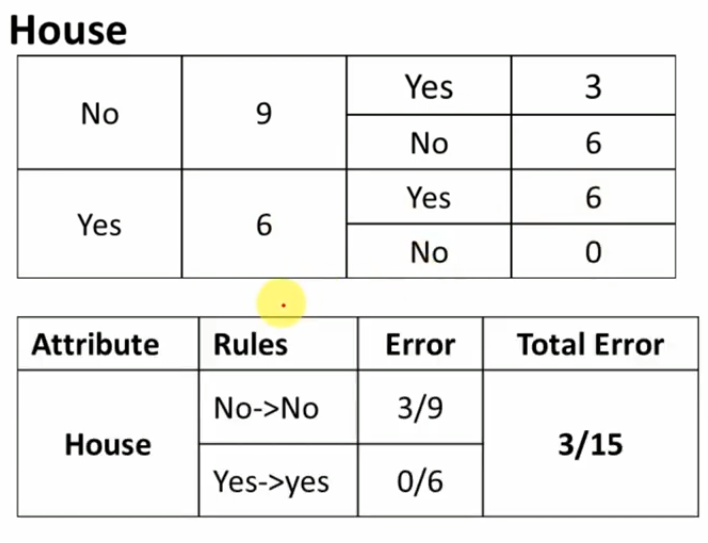 House
No 9 Yes 3
No 6
Yes 6 Yes 6
No 0
Attribute Rules Error Total Error
House No->No 3/9 3/15
Yes->yes 0/6